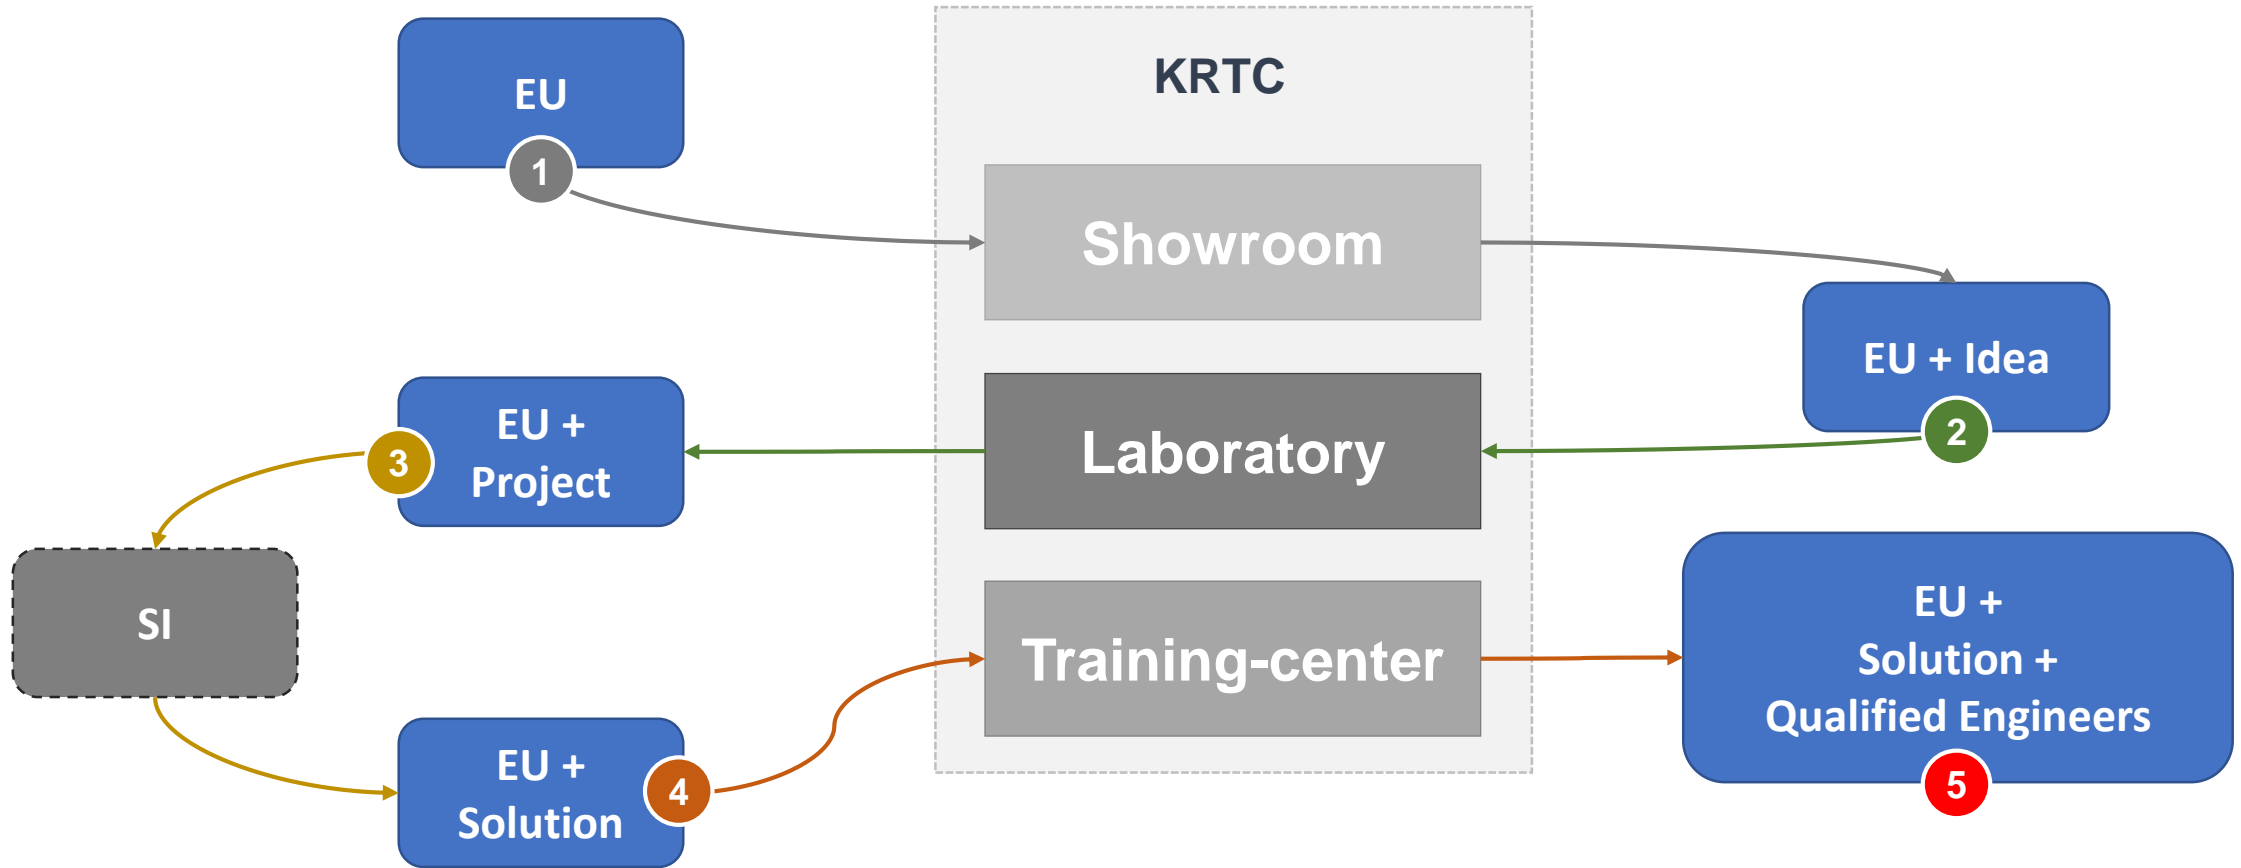 EU
1
KRTC
Showroom
EU + Idea
2
Laboratory
EU +
Project
3
SI
EU +
Solution
4
Training-center
EU +
Solution +
Qualified Engineers
5